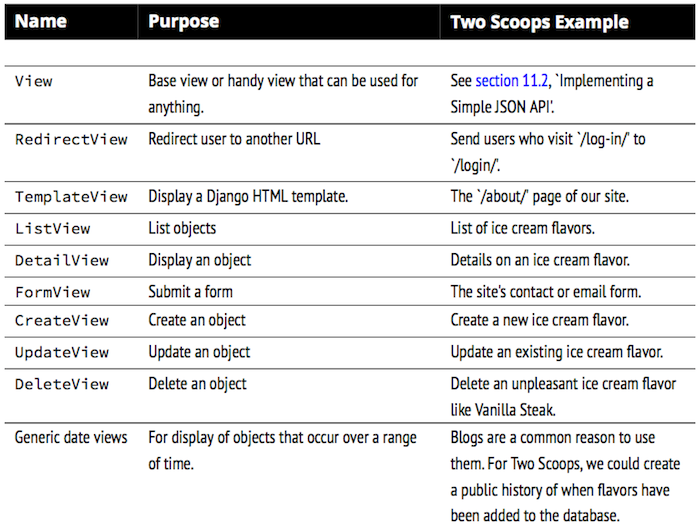 Name Purpose Two Scoops Example
View Base view or handy view that can be used for See section 11.2, `Implementing a
anything. Simple JSON API'.
RedirectView Redirect user to another URL Send users who visit `/log-in/' to
`/login/'.
TemplateView Display a Django HTML template. The `/about/' page of our site.
ListView List objects List of ice cream flavors.
DetailView Display an object Details on an ice cream flavor.
FormView Submit a form The site's contact or email form.
CreateView Create an object Create a new ice cream flavor.
UpdateView Update an object Update an existing ice cream flavor.
DeleteView Delete an object Delete an unpleasant ice cream flavor
like Vanilla Steak.
Generic date views For display of objects that occur over a range Blogs are a common reason to use
of time. them. For Two Scoops, we could create
a public history of when flavors have
been added to the database.